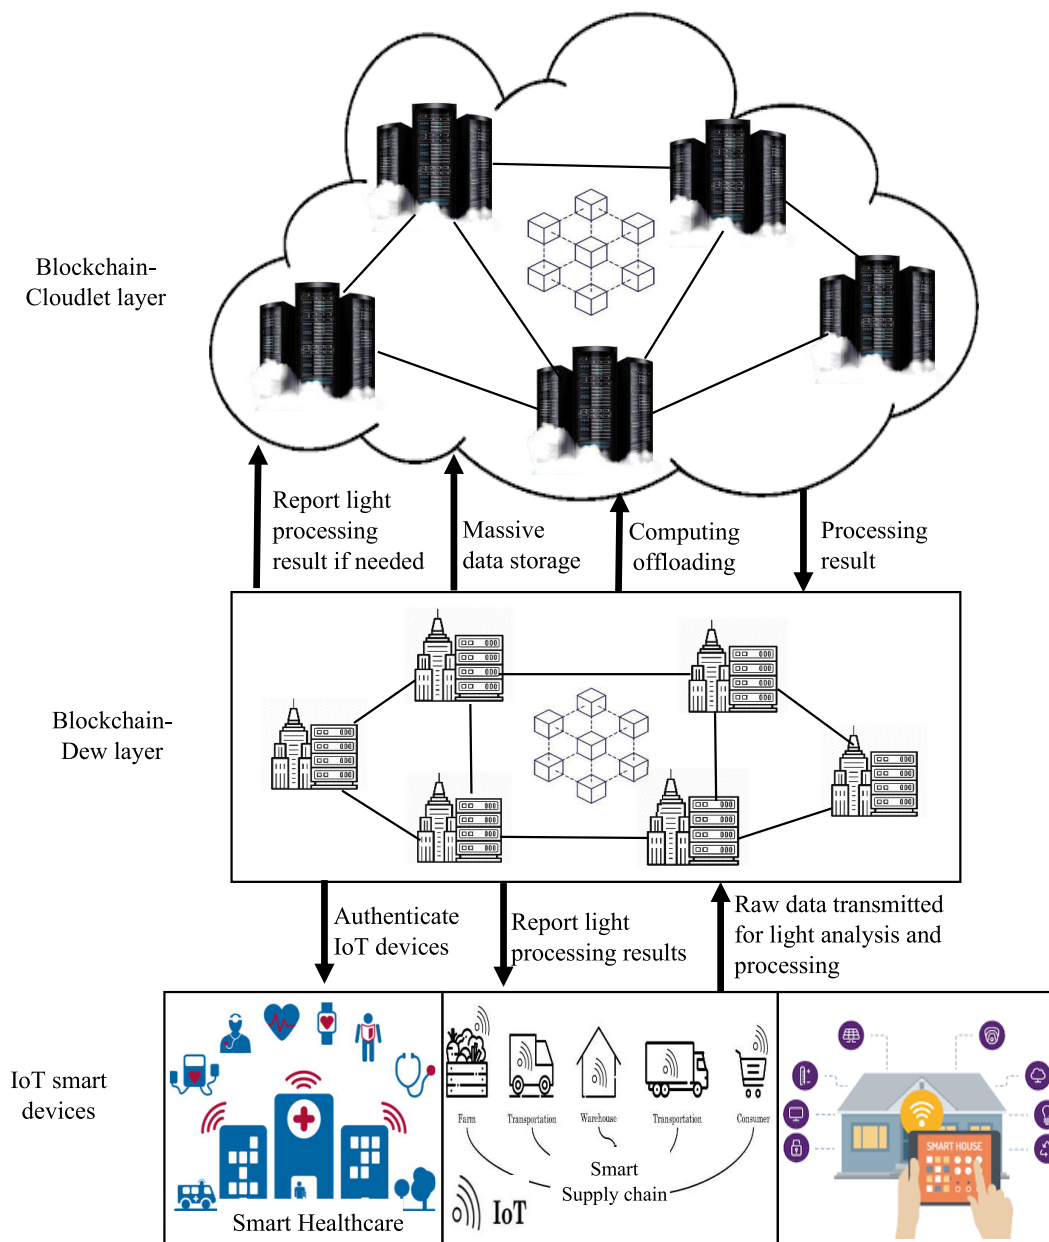 Blockchain-
Cloudlet layer
Report light
processing
result if needed
Massive
data storage
Computing
offloading
Processing
result
Blockchain-
Dew layer
Authenticate
IoT devices
Report light
processing results
Raw data transmitted
for light analysis and
processing
IoT smart
devices
Smart Healthcare
Farm
Transportation
Warehouse
Transportation
Consumer
Smart
Supply chain
IoT
SMART HOUSE